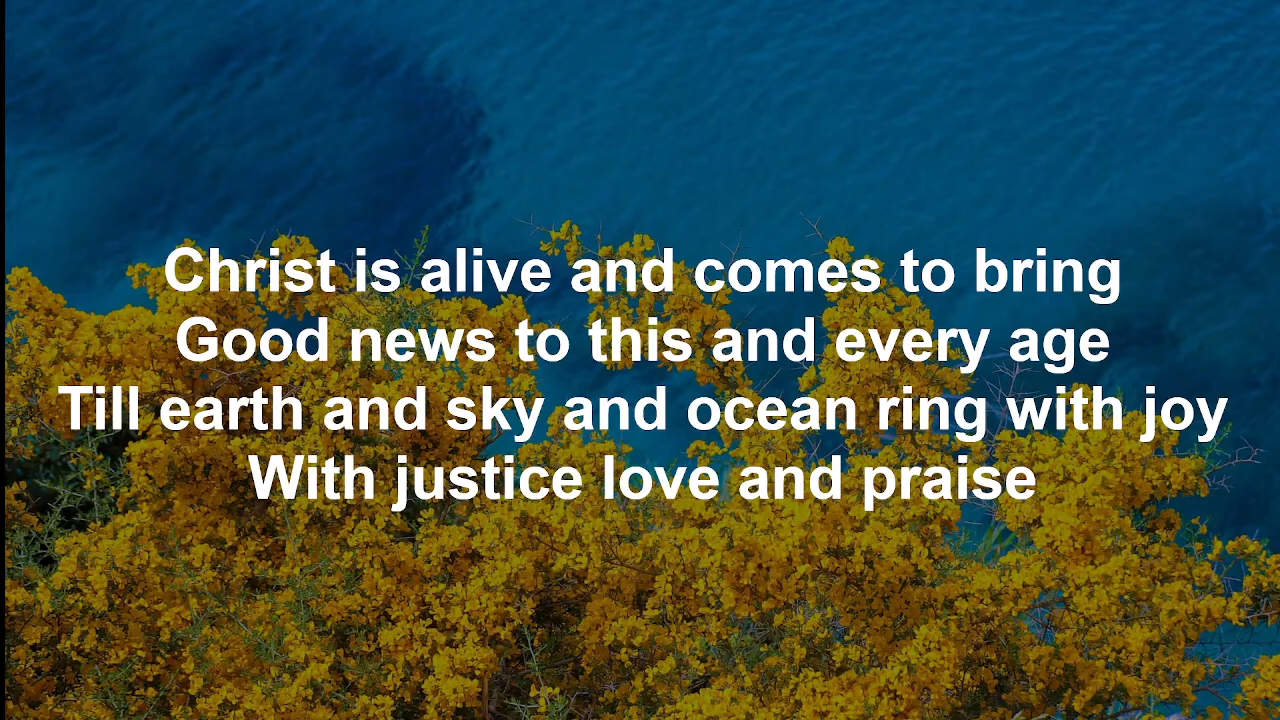 Christ is alive and comes to bring
Good news to this and every age
Till earth and sky and ocean ring with joy
With justice love and praise